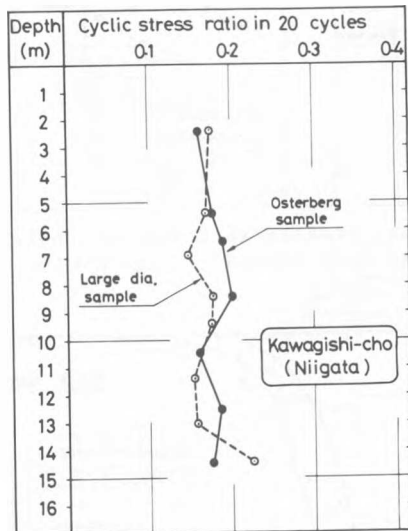 Depth
(m)
Cyclic stress ratio in 20 cycles
0·1 0·2 0·3 0·4
1
2
3
4
5
6
7
8
9
10
11
12
13
14
15
16
Osterberg
sample
Large dia.
sample
Kawagishi-cho
(Niigata)